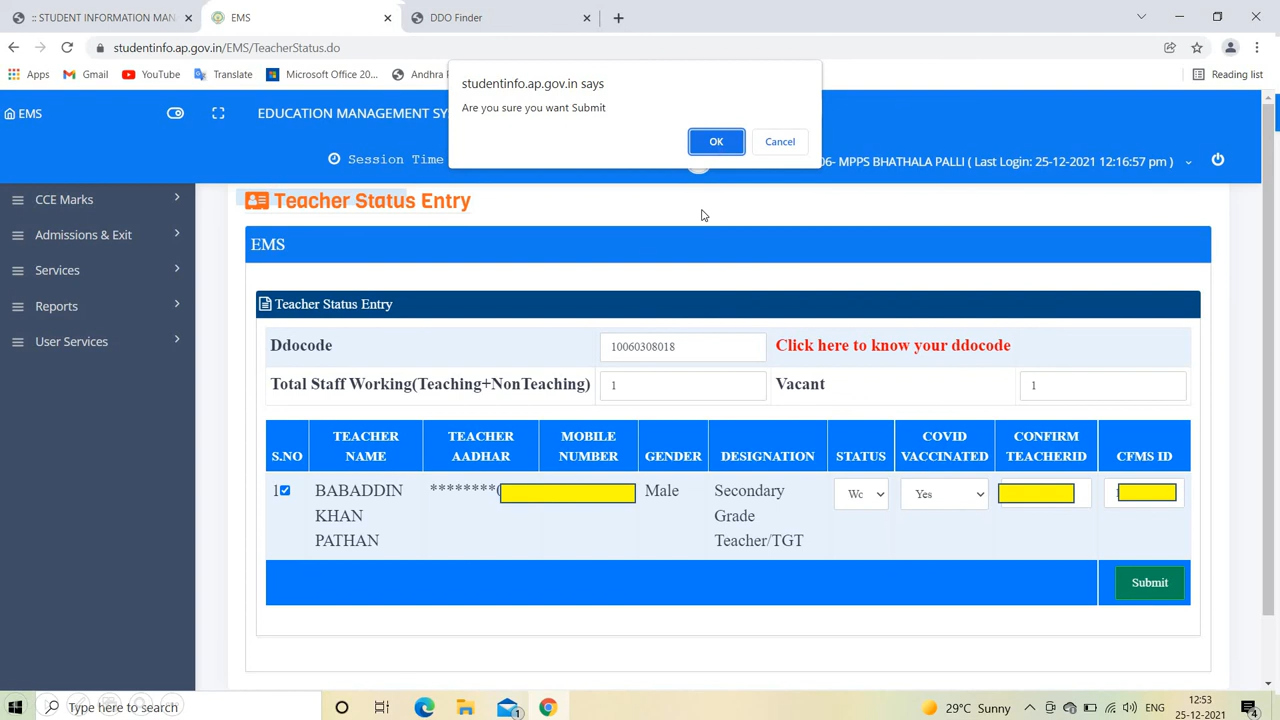 :: STUDENT INFORMATION MAN
EMS
DDO Finder
studentinfo.ap.gov.in/EMS/TeacherStatus.do
Apps
Gmail
YouTube
Translate
Microsoft Office 20...
Andhra
Reading list
studentinfo.ap.gov.in says
Are you sure you want Submit
OK
Cancel
EMS
EDUCATION MANAGEMENT SY
Session Time
06- MPPS BHATHALA PALLI ( Last Login: 25-12-2021 12:16:57 pm )
CCE Marks
Admissions & Exit
Services
Reports
User Services
Teacher Status Entry
EMS
Teacher Status Entry
Ddocode
10060308018
Click here to know your ddocode
Total Staff Working(Teaching+NonTeaching)
1
Vacant
1
S.NO
TEACHER NAME
TEACHER AADHAR
MOBILE NUMBER
GENDER
DESIGNATION
STATUS
COVID VACCINATED
CONFIRM TEACHERID
CFMS ID
1
BABADDIN
KHAN
PATHAN
********
Male
Secondary
Grade
Teacher/TGT
Wc
Yes
Submit
Type here to search
1
29°C Sunny
ENG
12:53
25-12-2021
4